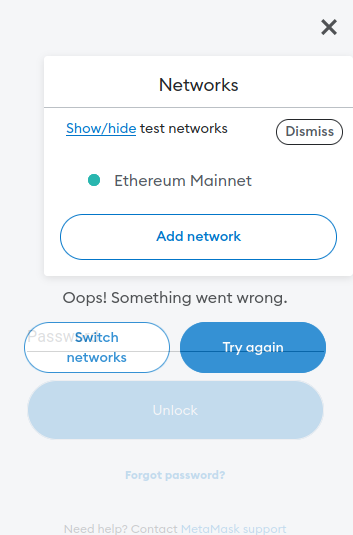 Networks
Show/hide test networks
Dismiss
Ethereum Mainnet
Add network
Oops! Something went wrong.
Password
Switch
networks
Try again
Unlock
Forgot password?
Need help? Contact MetaMask support